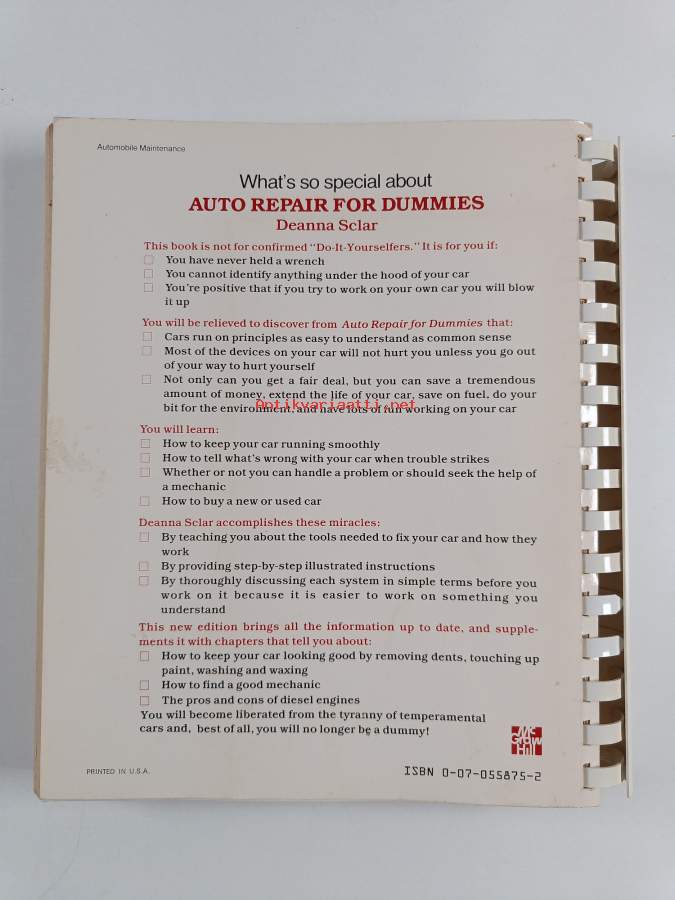 Automobile Maintenance
What's so special about
AUTO REPAIR FOR DUMMIES
Deanna Sclar
This book is not for confirmed "Do-It-Yourselfers." It is for you if:
You have never held a wrench
You cannot identify anything under the hood of your car
You're positive that if you try to work on your own car you will blow
it up
You will be relieved to discover from Auto Repair for Dummies that:
Cars run on principles as easy to understand as common sense
Most of the devices on your car will not hurt you unless you go out
of your way to hurt yourself
Not only can you get a fair deal, but you can save a tremendous
amount of money, extend the life of your car, save on fuel, do your
bit for the environment, and have lots of fun working on your car
Antikvariaatti.net
You will learn:
How to keep your car running smoothly
How to tell what's wrong with your car when trouble strikes
Whether or not you can handle a problem or should seek the help of
a mechanic
How to buy a new or used car
Deanna Sclar accomplishes these miracles:
By teaching you about the tools needed to fix your car and how they
work
By providing step-by-step illustrated instructions
By thoroughly discussing each system in simple terms before you
work on it because it is easier to work on something you
understand
This new edition brings all the information up to date, and supple-
ments it with chapters that tell you about:
How to keep your car looking good by removing dents, touching up
paint, washing and waxing
How to find a good mechanic
The pros and cons of diesel engines
You will become liberated from the tyranny of temperamental
cars and, best of all, you will no longer be a dummy!
Mc
Graw
Hill
PRINTED IN U.S.A.
ISBN 0-07-055875-2